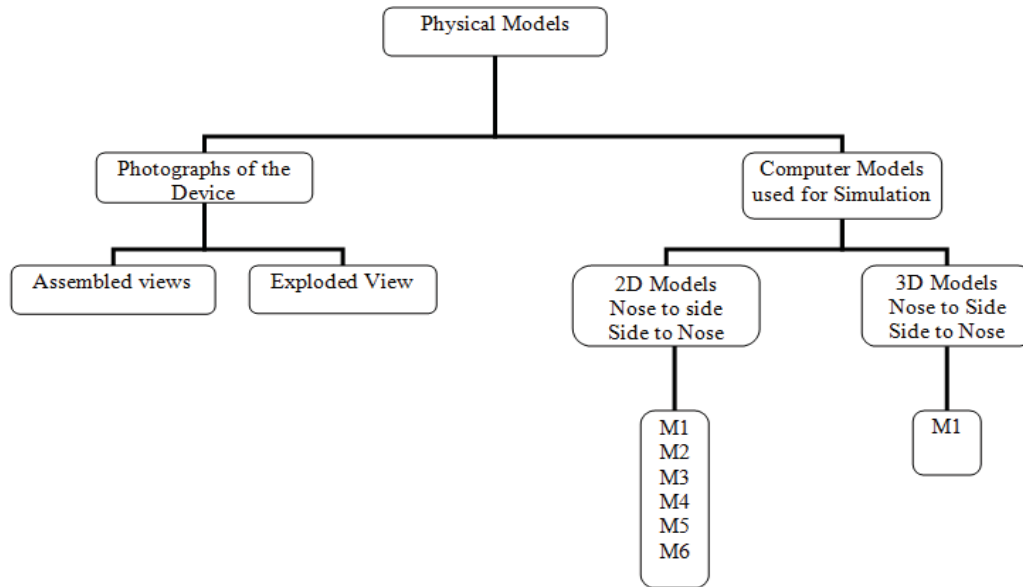 Physical Models
Photographs of the
Device
Computer Models
used for Simulation
Assembled views
Exploded View
2D Models
Nose to side
Side to Nose
3D Models
Nose to Side
Side to Nose
M1
M2
M3
M4
M5
M6
M1